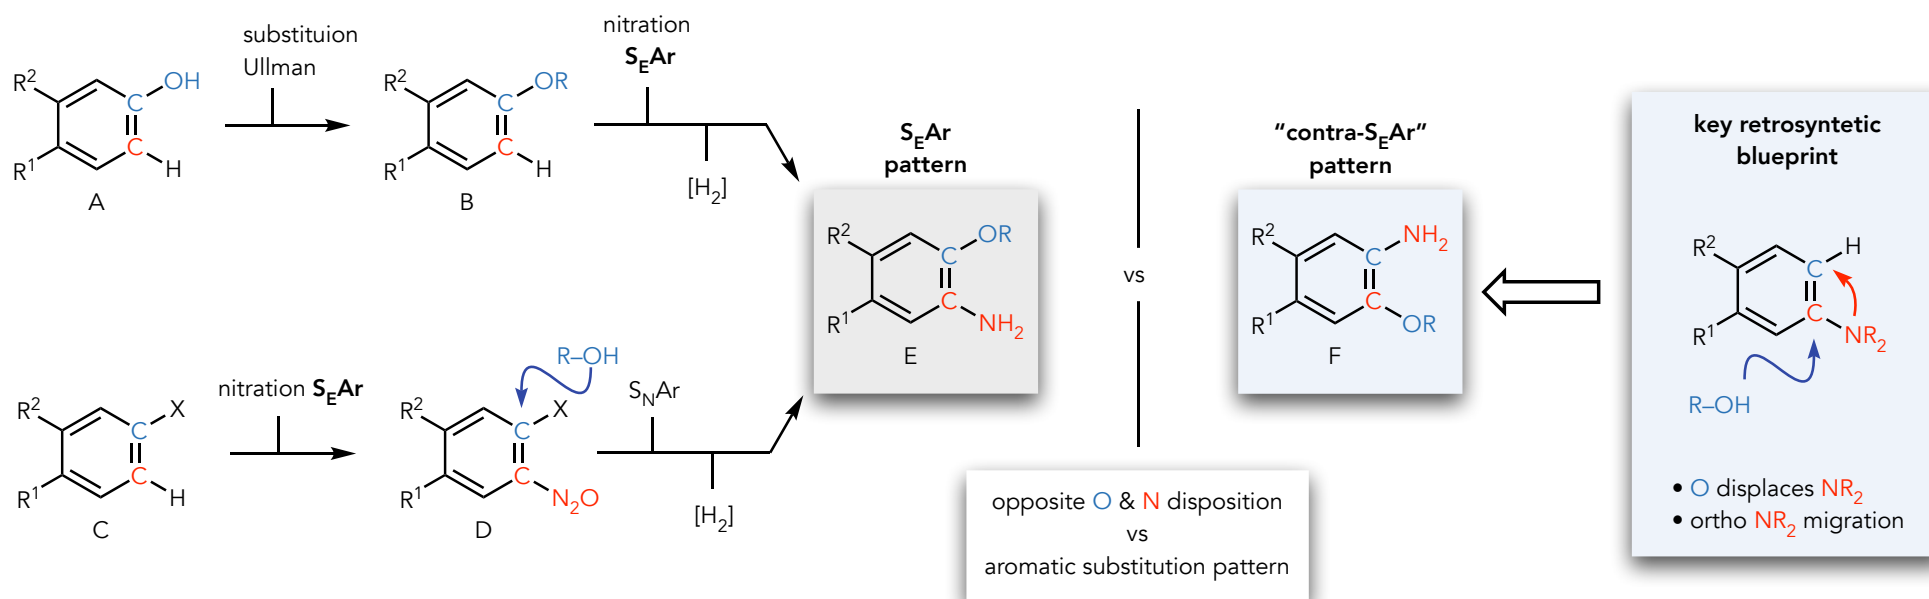 substituion
Ullman
R² OH
C
C
R¹ H
A
R² OR
C
C
R¹ H
B
nitration
SEAr
[H₂]
nitration SEAr
R² X
C
C
R¹ H
C
R–OH
R² X
C
C
R¹ N₂O
D
SNAr
[H₂]
SEAr
pattern
R² OR
C
C
R¹ NH₂
E
vs
"contra-SEAr"
pattern
R² NH₂
C
C
R¹ OR
F
opposite O & N disposition
vs
aromatic substitution pattern
key retrosyntetic
blueprint
R² H
C
C
R¹ NR₂
R–OH
• O displaces NR₂
• ortho NR₂ migration